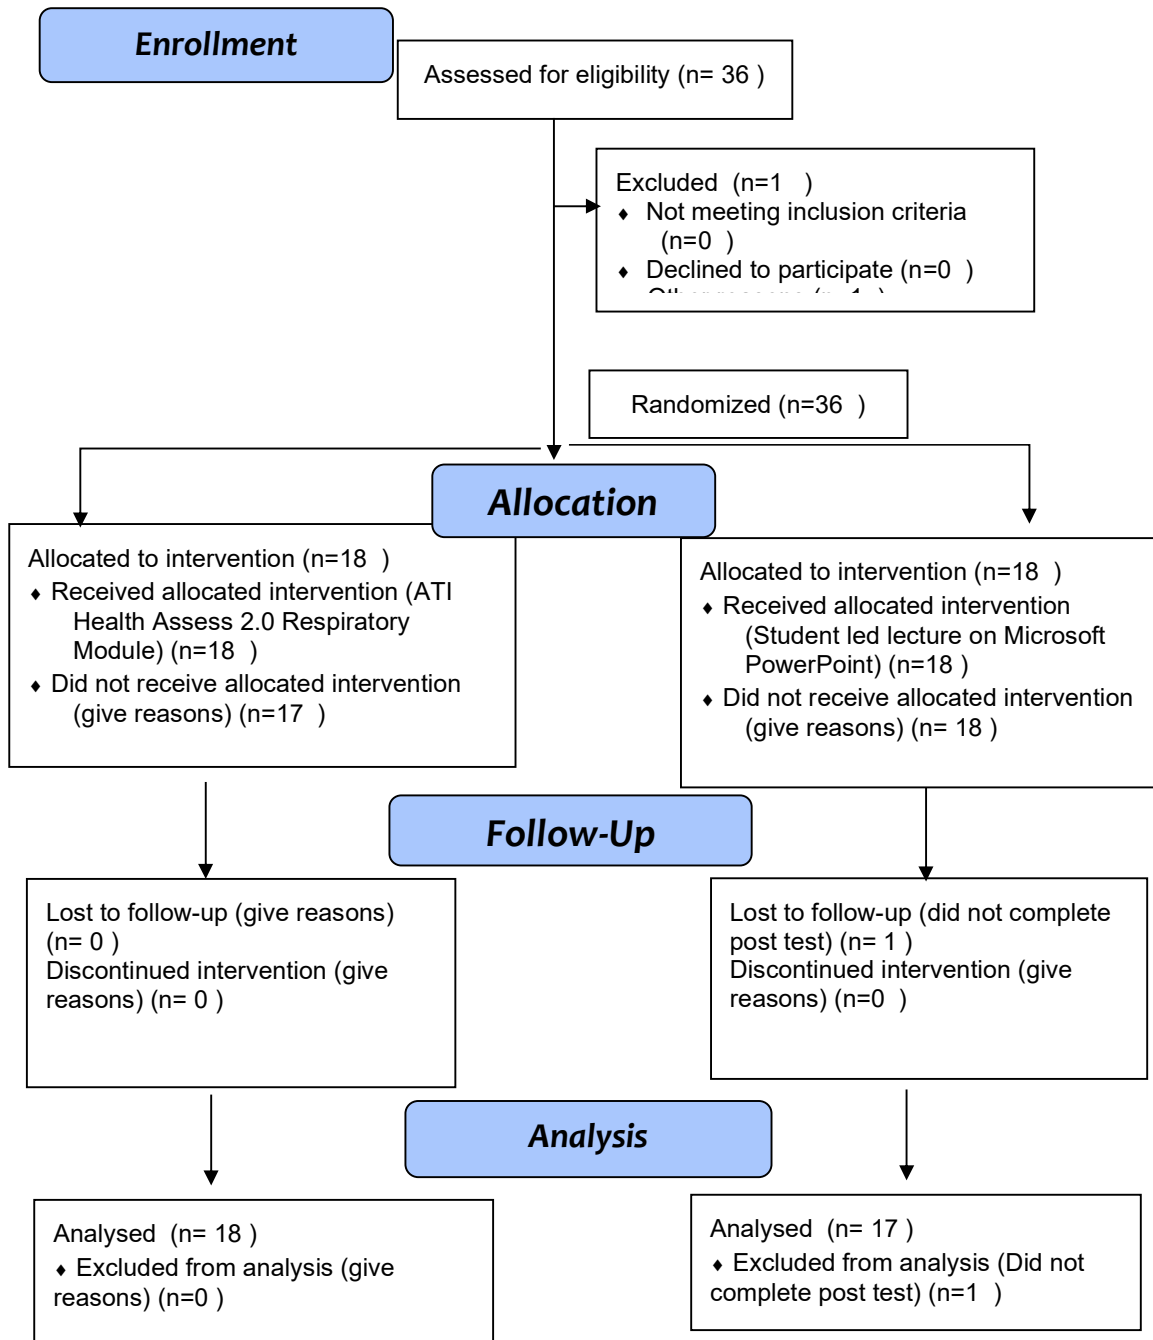 Enrollment
Assessed for eligibility (n= 36 )
Excluded (n=1 )
♦ Not meeting inclusion criteria
(n=0 )
♦ Declined to participate (n=0 )
Randomized (n=36 )
Allocation
Allocated to intervention (n=18 )
♦ Received allocated intervention (ATI
Health Assess 2.0 Respiratory
Module) (n=18 )
♦ Did not receive allocated intervention
(give reasons) (n=17 )
Allocated to intervention (n=18 )
♦ Received allocated intervention
(Student led lecture on Microsoft
PowerPoint) (n=18 )
♦ Did not receive allocated intervention
(give reasons) (n= 18 )
Follow-Up
Lost to follow-up (give reasons)
(n= 0 )
Discontinued intervention (give
reasons) (n= 0 )
Lost to follow-up (did not complete
post test) (n= 1 )
Discontinued intervention (give
reasons) (n=0 )
Analysis
Analysed (n= 18 )
♦ Excluded from analysis (give
reasons) (n=0 )
Analysed (n= 17 )
♦ Excluded from analysis (Did not
complete post test) (n=1 )